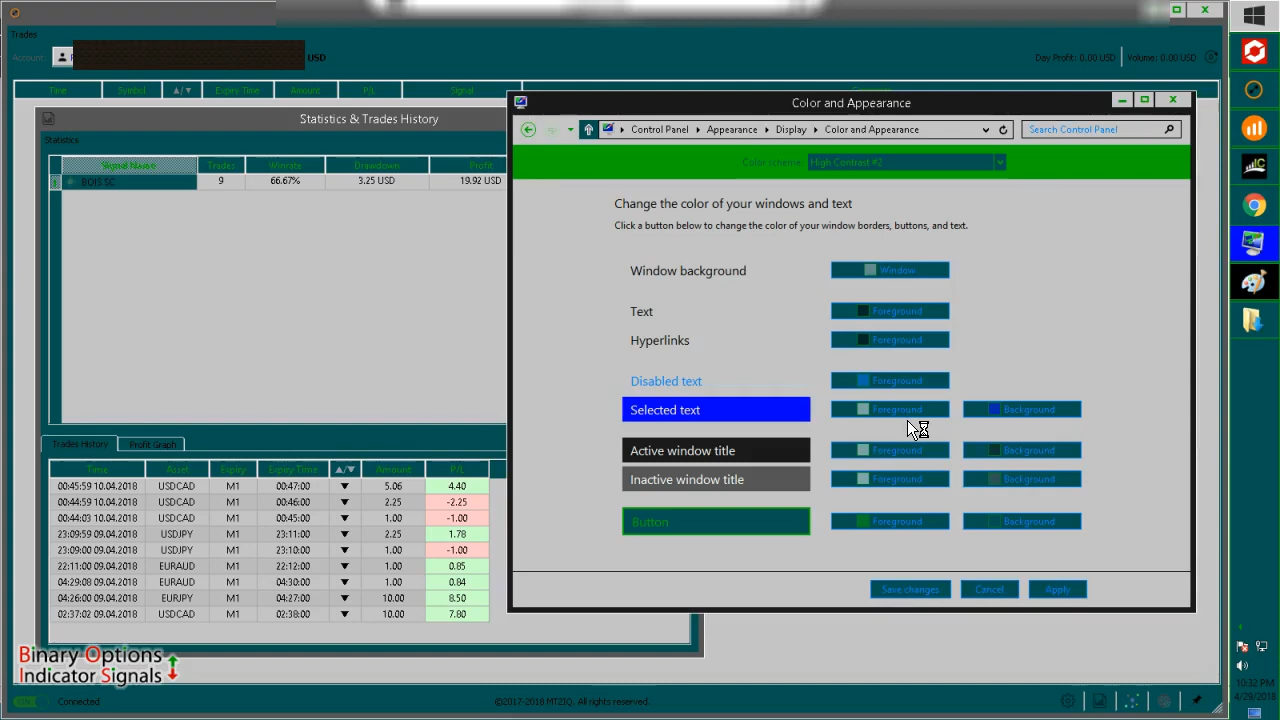 Trades
Account
USD
Day Profit: 0.00 USD
Volume: 0.00 USD
Time Symbol ▲/▼ Expiry Time Amount P/L Signal
Statistics & Trades History
Statistics
Signal Name Trades Winrate Drawdown Profit
BOIS SC 9 66.67% 3.25 USD 19.92 USD
Trades History Profit Graph
Time Asset Expiry Expiry Time ▲/▼ Amount P/L
00:45:59 10.04.2018 USDCAD M1 00:47:00 ▼ 5.06 4.40
00:44:59 10.04.2018 USDCAD M1 00:46:00 ▼ 2.25 -2.25
00:44:03 10.04.2018 USDCAD M1 00:45:00 ▼ 1.00 -1.00
23:09:59 09.04.2018 USDJPY M1 23:11:00 ▼ 2.25 1.78
23:09:00 09.04.2018 USDJPY M1 23:10:00 ▼ 1.00 -1.00
22:11:00 09.04.2018 EURAUD M1 22:12:00 ▼ 1.00 0.85
04:29:08 09.04.2018 EURAUD M1 04:30:00 ▼ 1.00 0.84
04:26:00 09.04.2018 EURJPY M1 04:27:00 ▼ 10.00 8.50
02:37:02 09.04.2018 USDCAD M1 02:38:00 ▼ 10.00 7.80
Color and Appearance
Control Panel Appearance Display Color and Appearance
Search Control Panel
Color scheme: High Contrast #2
Change the color of your windows and text
Click a button below to change the color of your window borders, buttons, and text.
Window background Window
Text Foreground
Hyperlinks Foreground
Disabled text Foreground
Selected text Foreground Background
Active window title Foreground Background
Inactive window title Foreground Background
Button Foreground Background
Save changes Cancel Apply
Binary Options
Indicator Signals
ON Connected
©2017-2018 MT2IQ, All rights reserved.
10:32 PM
4/29/2018